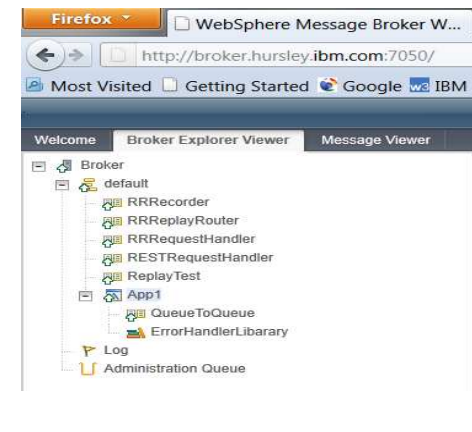 Firefox
WebSphere Message Broker W...
http://broker.hursley.ibm.com:7050/
Most Visited Getting Started Google w3 IBM
Welcome Broker Explorer Viewer Message Viewer
Broker
default
RRRecorder
RRReplayRouter
RRRequestHandler
RESTRequestHandler
ReplayTest
App1
QueueToQueue
ErrorHandlerLibarary
Log
Administration Queue